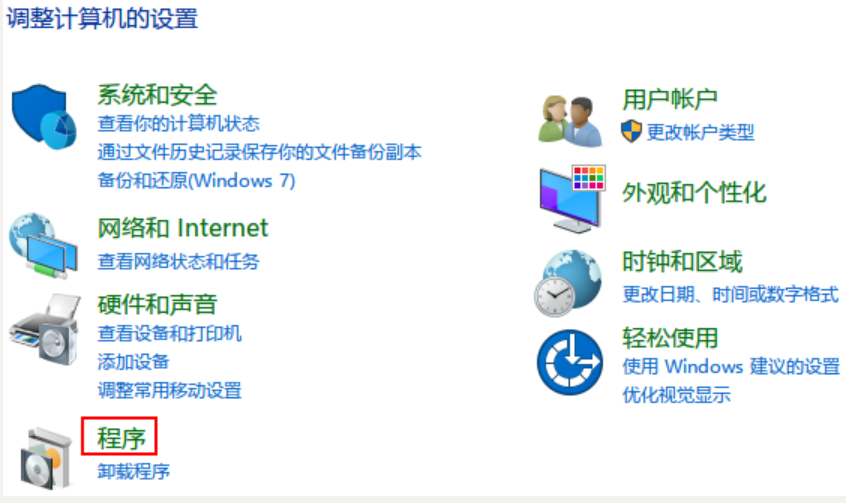 调整计算机的设置
系统和安全
查看你的计算机状态
通过文件历史记录保存你的文件备份副本
备份和还原(Windows 7)
网络和 Internet
查看网络状态和任务
硬件和声音
查看设备和打印机
添加设备
调整常用移动设置
程序
卸载程序
用户帐户
更改帐户类型
外观和个性化
时钟和区域
更改日期、时间或数字格式
轻松使用
使用 Windows 建议的设置
优化视觉显示